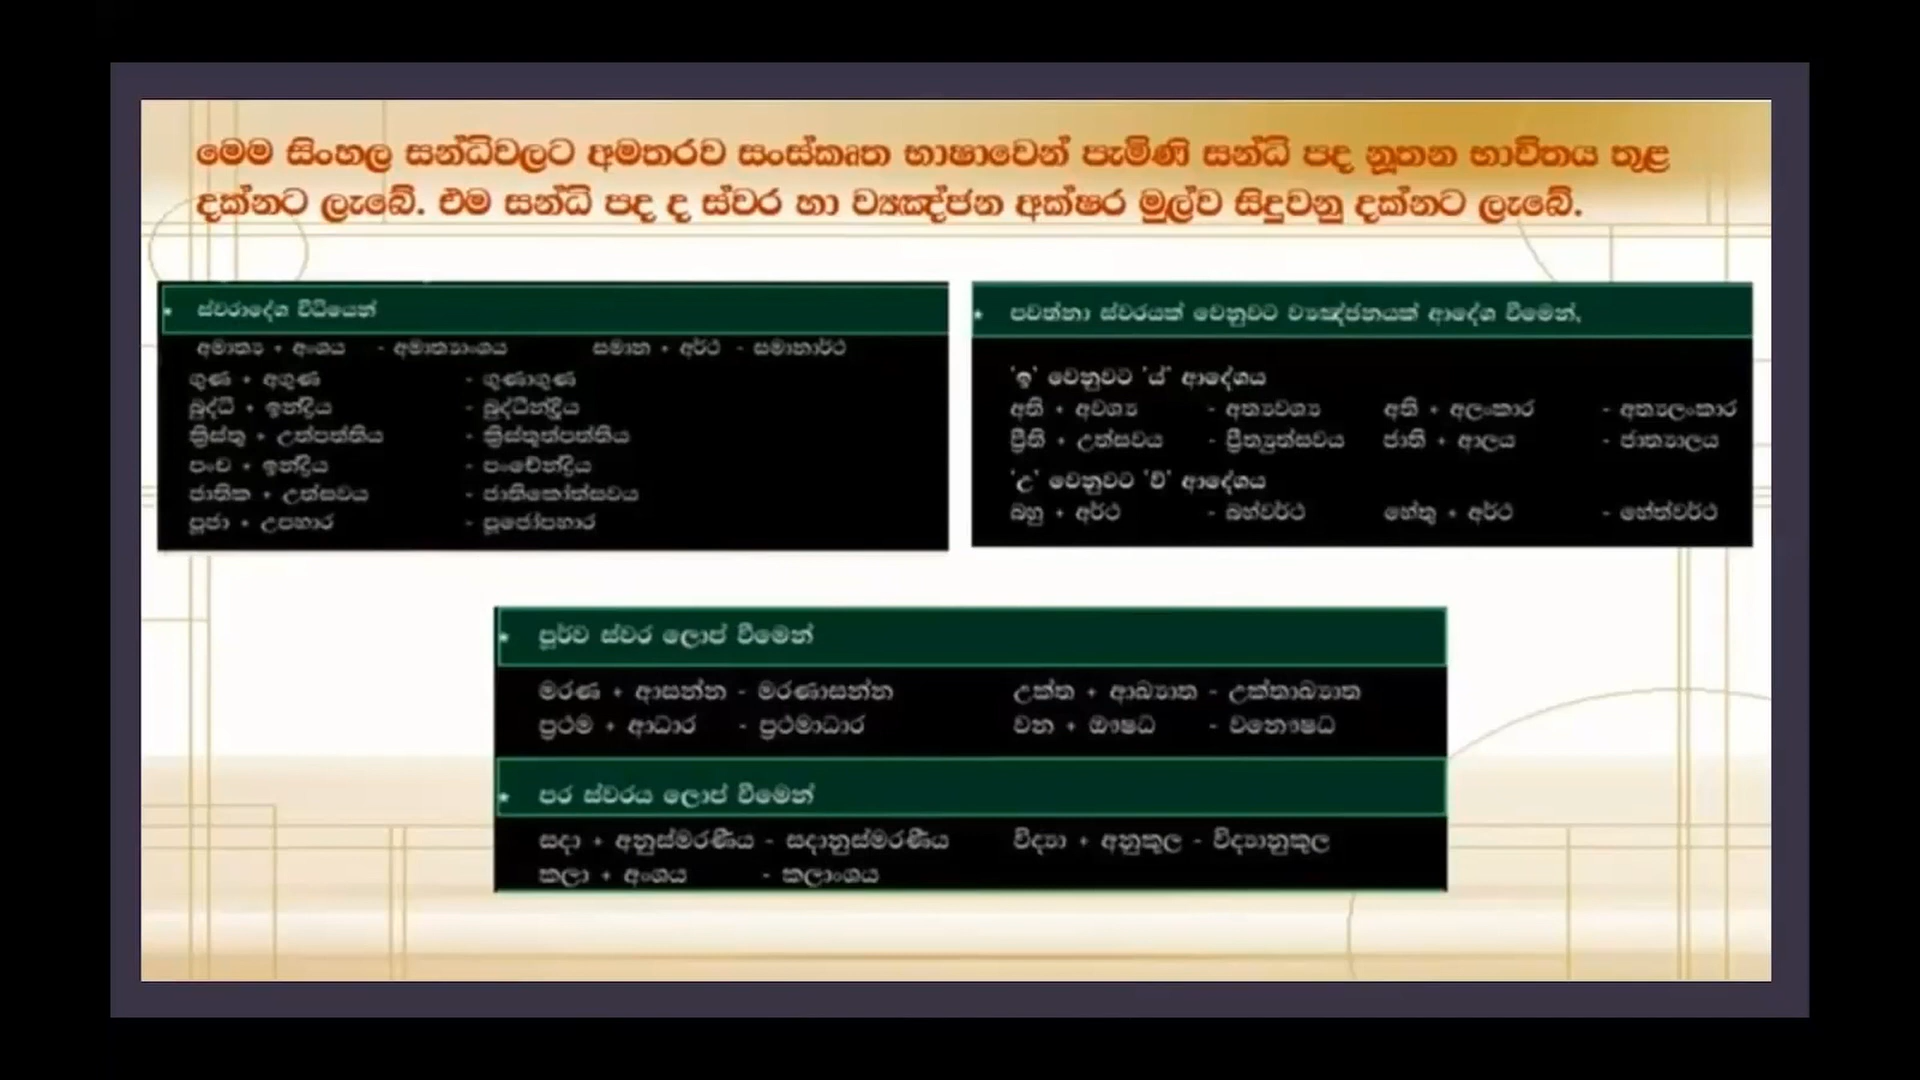 මෙම සිංහල සන්ධිවලට අමතරව සංස්කෘත භාෂාවෙන් පැමිණි සන්ධි පද නූතන භාවිතය තුළ
දක්නට ලැබේ. එම සන්ධි පද ද ස්වර හා ව්‍යඤ්ජන අක්ෂර මුල්ව සිදුවනු දක්නට ලැබේ.
ස්වරාදේශ විධියෙන්
අමාත්‍ය + අංශය - අමාත්‍යාංශය සමාන + අර්ථ - සමානාර්ථ
ගුණ + අගුණ - ගුණාගුණ
බුද්ධි + ඉන්ද්‍රිය - බුද්ධීන්ද්‍රීය
ක්‍රිස්තු + උත්පත්තිය - ක්‍රිස්තූත්පත්තිය
පංච + ඉන්ද්‍රිය - පංචේන්ද්‍රිය
ජාතික + උත්සවය - ජාතිකෝත්සවය
පූජා + උපහාර - පූජෝපහාර
පවත්නා ස්වරයක් වෙනුවට ව්‍යඤ්ජනයක් ආදේශ වීමෙන්,
'ඉ' වෙනුවට 'ය්' ආදේශය
අති + අවශ්‍ය - අත්‍යවශ්‍ය අති + අලංකාර - අත්‍යලංකාර
ප්‍රීති + උත්සවය - ප්‍රීත්‍යුත්සවය ජාති + ආලය - ජාත්‍යාලය
'උ' වෙනුවට 'ව්' ආදේශය
බහු + අර්ථ - බහ්වර්ථ හේතු + අර්ථ - හේත්වර්ථ
පූර්ව ස්වර ලොප් වීමෙන්
මරණ + ආසන්න - මරණාසන්න උක්ත + ආඛ්‍යාත - උක්තාඛ්‍යාත
ප්‍රථම + ආධාර - ප්‍රථමාධාර වන + ඖෂධ - වනෞෂධ
පර ස්වරය ලොප් වීමෙන්
සදා + අනුස්මරණීය - සදානුස්මරණීය විද්‍යා + අනුකූල - විද්‍යානුකූල
කලා + අංශය - කලාංශය